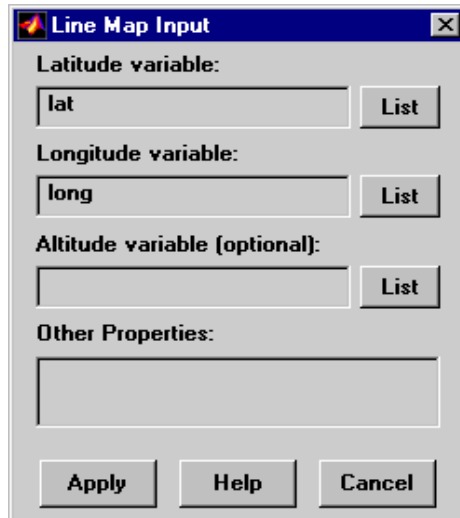 Line Map Input
Latitude variable:
lat List
Longitude variable:
long List
Altitude variable (optional):
List
Other Properties:
Apply Help Cancel